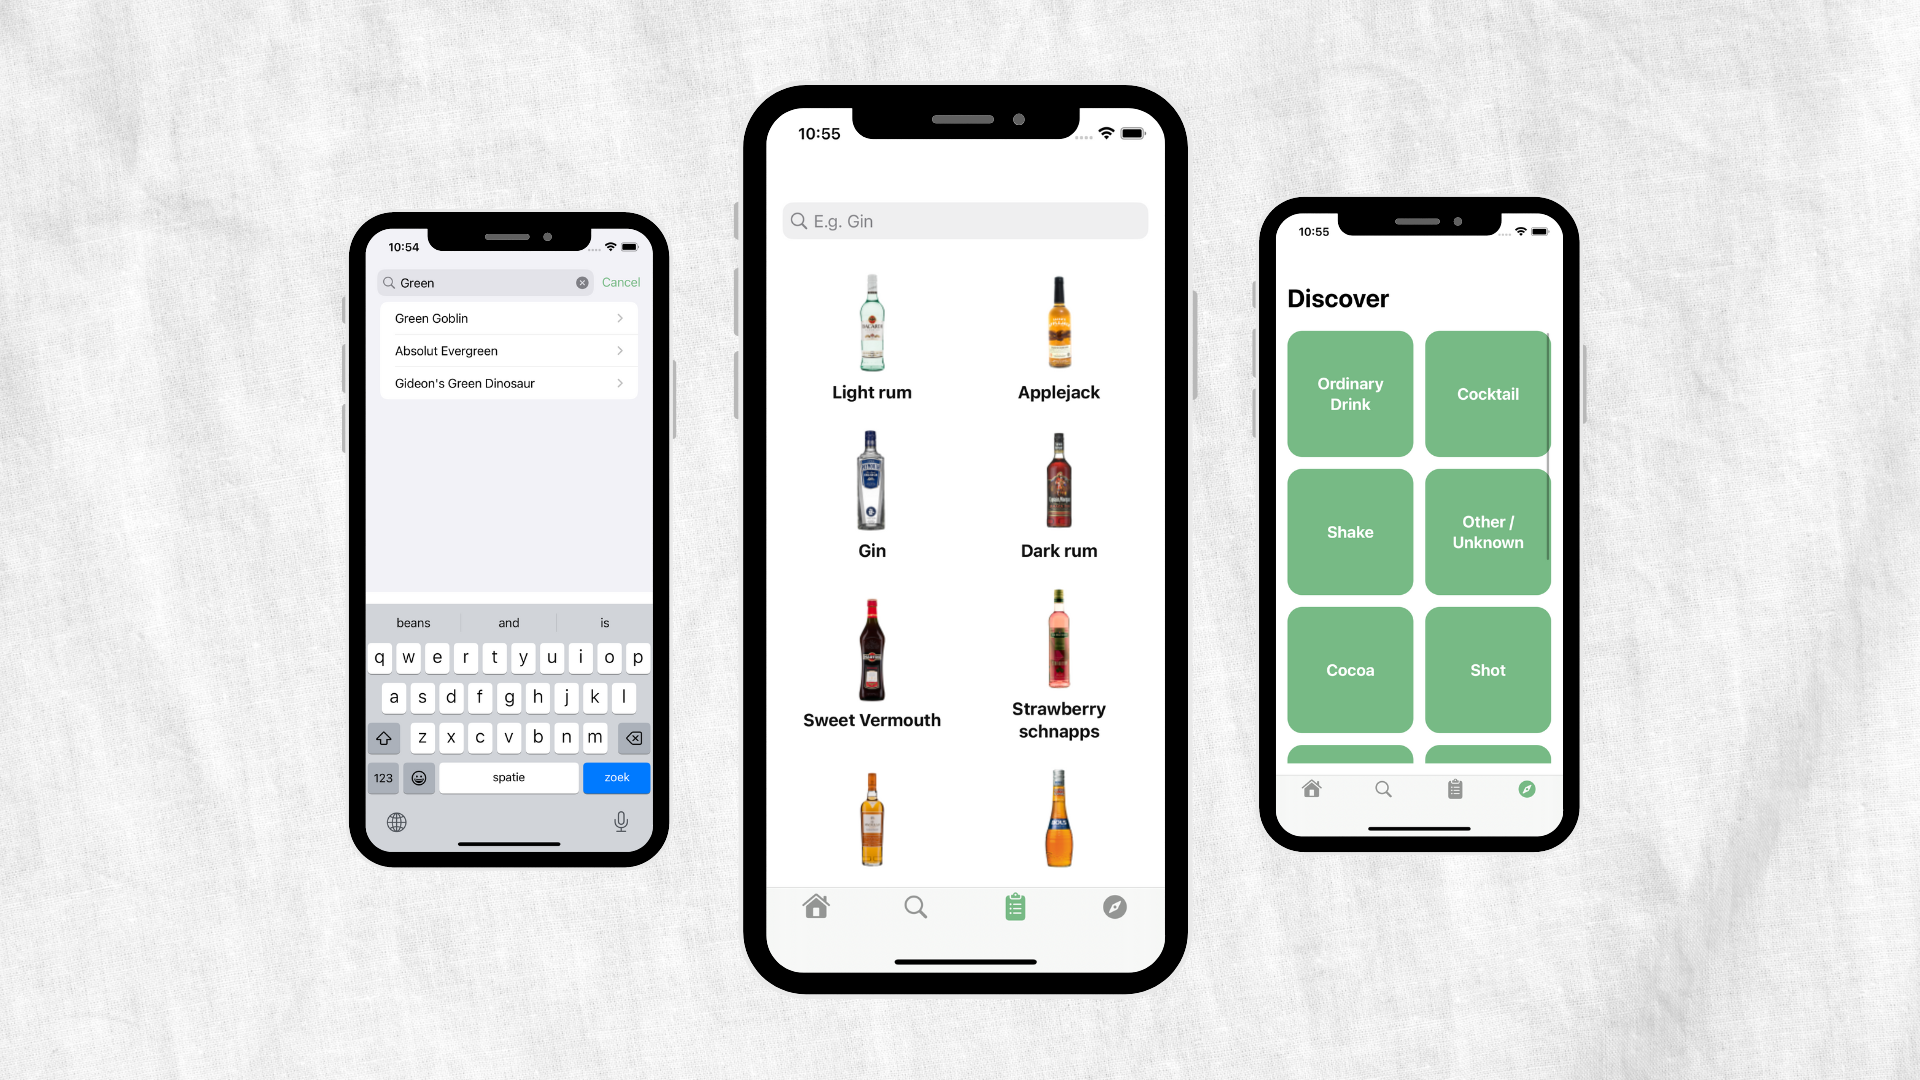 10:54
Green
Cancel
Green Goblin
Absolut Evergreen
Gideon's Green Dinosaur
beans and is
q w e r t y u i o p
a s d f g h j k l
z x c v b n m
123 spatie zoek
10:55
E.g. Gin
BACARDI
Light rum
Applejack
Gin
Dark rum
Sweet Vermouth
Strawberry
schnapps
BOLS
10:55
Discover
Ordinary
Drink
Cocktail
Shake
Other /
Unknown
Cocoa
Shot